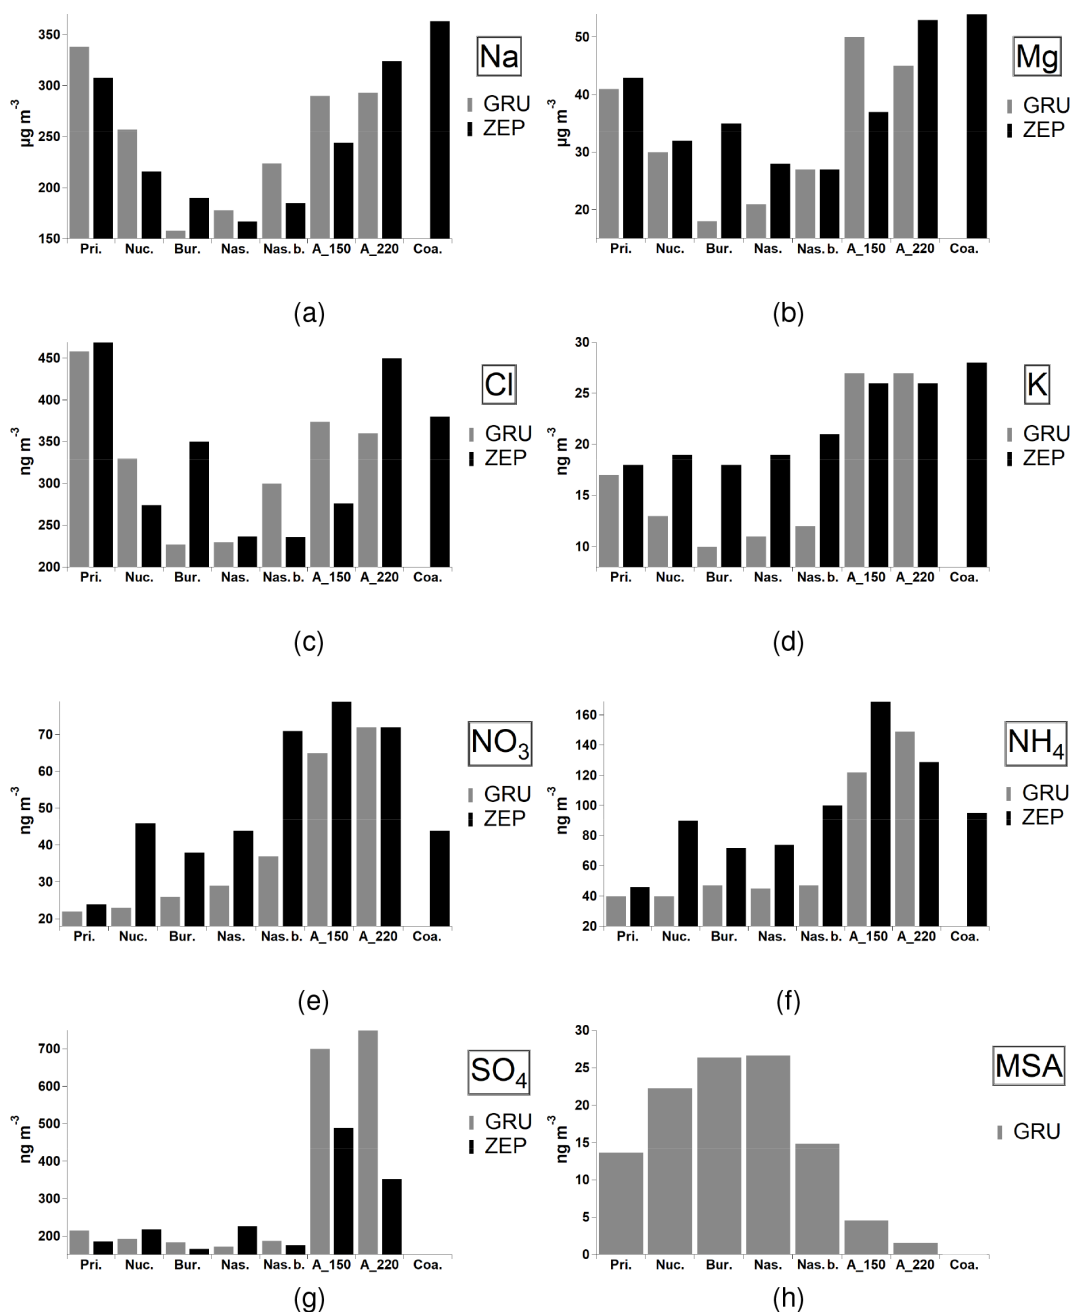 350
300
250
200
150
µg m⁻³
Na
GRU
ZEP
Pri. Nuc. Bur. Nas. Nas. b. A_150 A_220 Coa.
(a)
50
40
30
20
µg m⁻³
Mg
GRU
ZEP
Pri. Nuc. Bur. Nas. Nas. b. A_150 A_220 Coa.
(b)
450
400
350
300
250
200
ng m⁻³
Cl
GRU
ZEP
Pri. Nuc. Bur. Nas. Nas. b. A_150 A_220 Coa.
(c)
30
25
20
15
10
ng m⁻³
K
GRU
ZEP
Pri. Nuc. Bur. Nas. Nas. b. A_150 A_220 Coa.
(d)
70
60
50
40
30
20
ng m⁻³
NO₃
GRU
ZEP
Pri. Nuc. Bur. Nas. Nas. b. A_150 A_220 Coa.
(e)
160
140
120
100
80
60
40
20
ng m⁻³
NH₄
GRU
ZEP
Pri. Nuc. Bur. Nas. Nas. b. A_150 A_220 Coa.
(f)
700
600
500
400
300
200
ng m⁻³
SO₄
GRU
ZEP
Pri. Nuc. Bur. Nas. Nas. b. A_150 A_220 Coa.
(g)
30
25
20
15
10
5
0
ng m⁻³
MSA
GRU
Pri. Nuc. Bur. Nas. Nas. b. A_150 A_220 Coa.
(h)